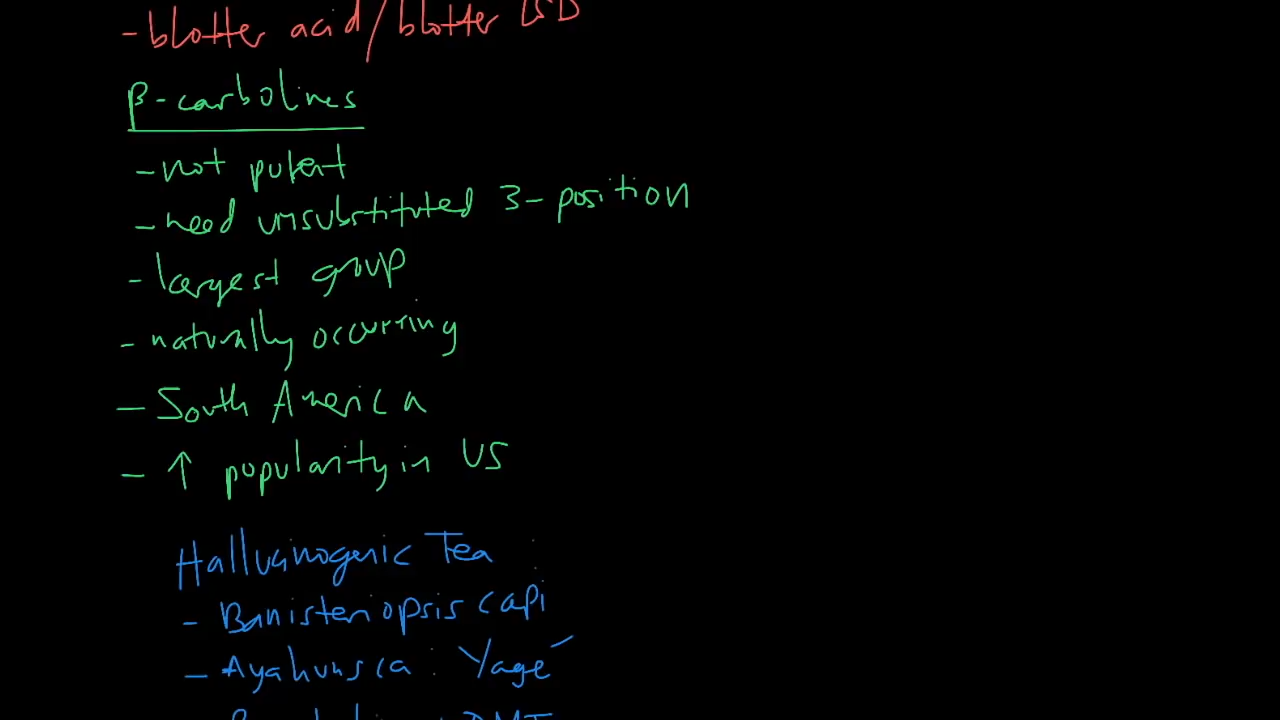 - blotter acid/blotter LSD
β-carbolines
- not potent
- need unsubstituted 3-position
- largest group
- naturally occurring
- South America
- ↑ popularity in US
Hallucinogenic Tea
- Banisteriopsis capi
- Ayahuasca : Yagé
DMT